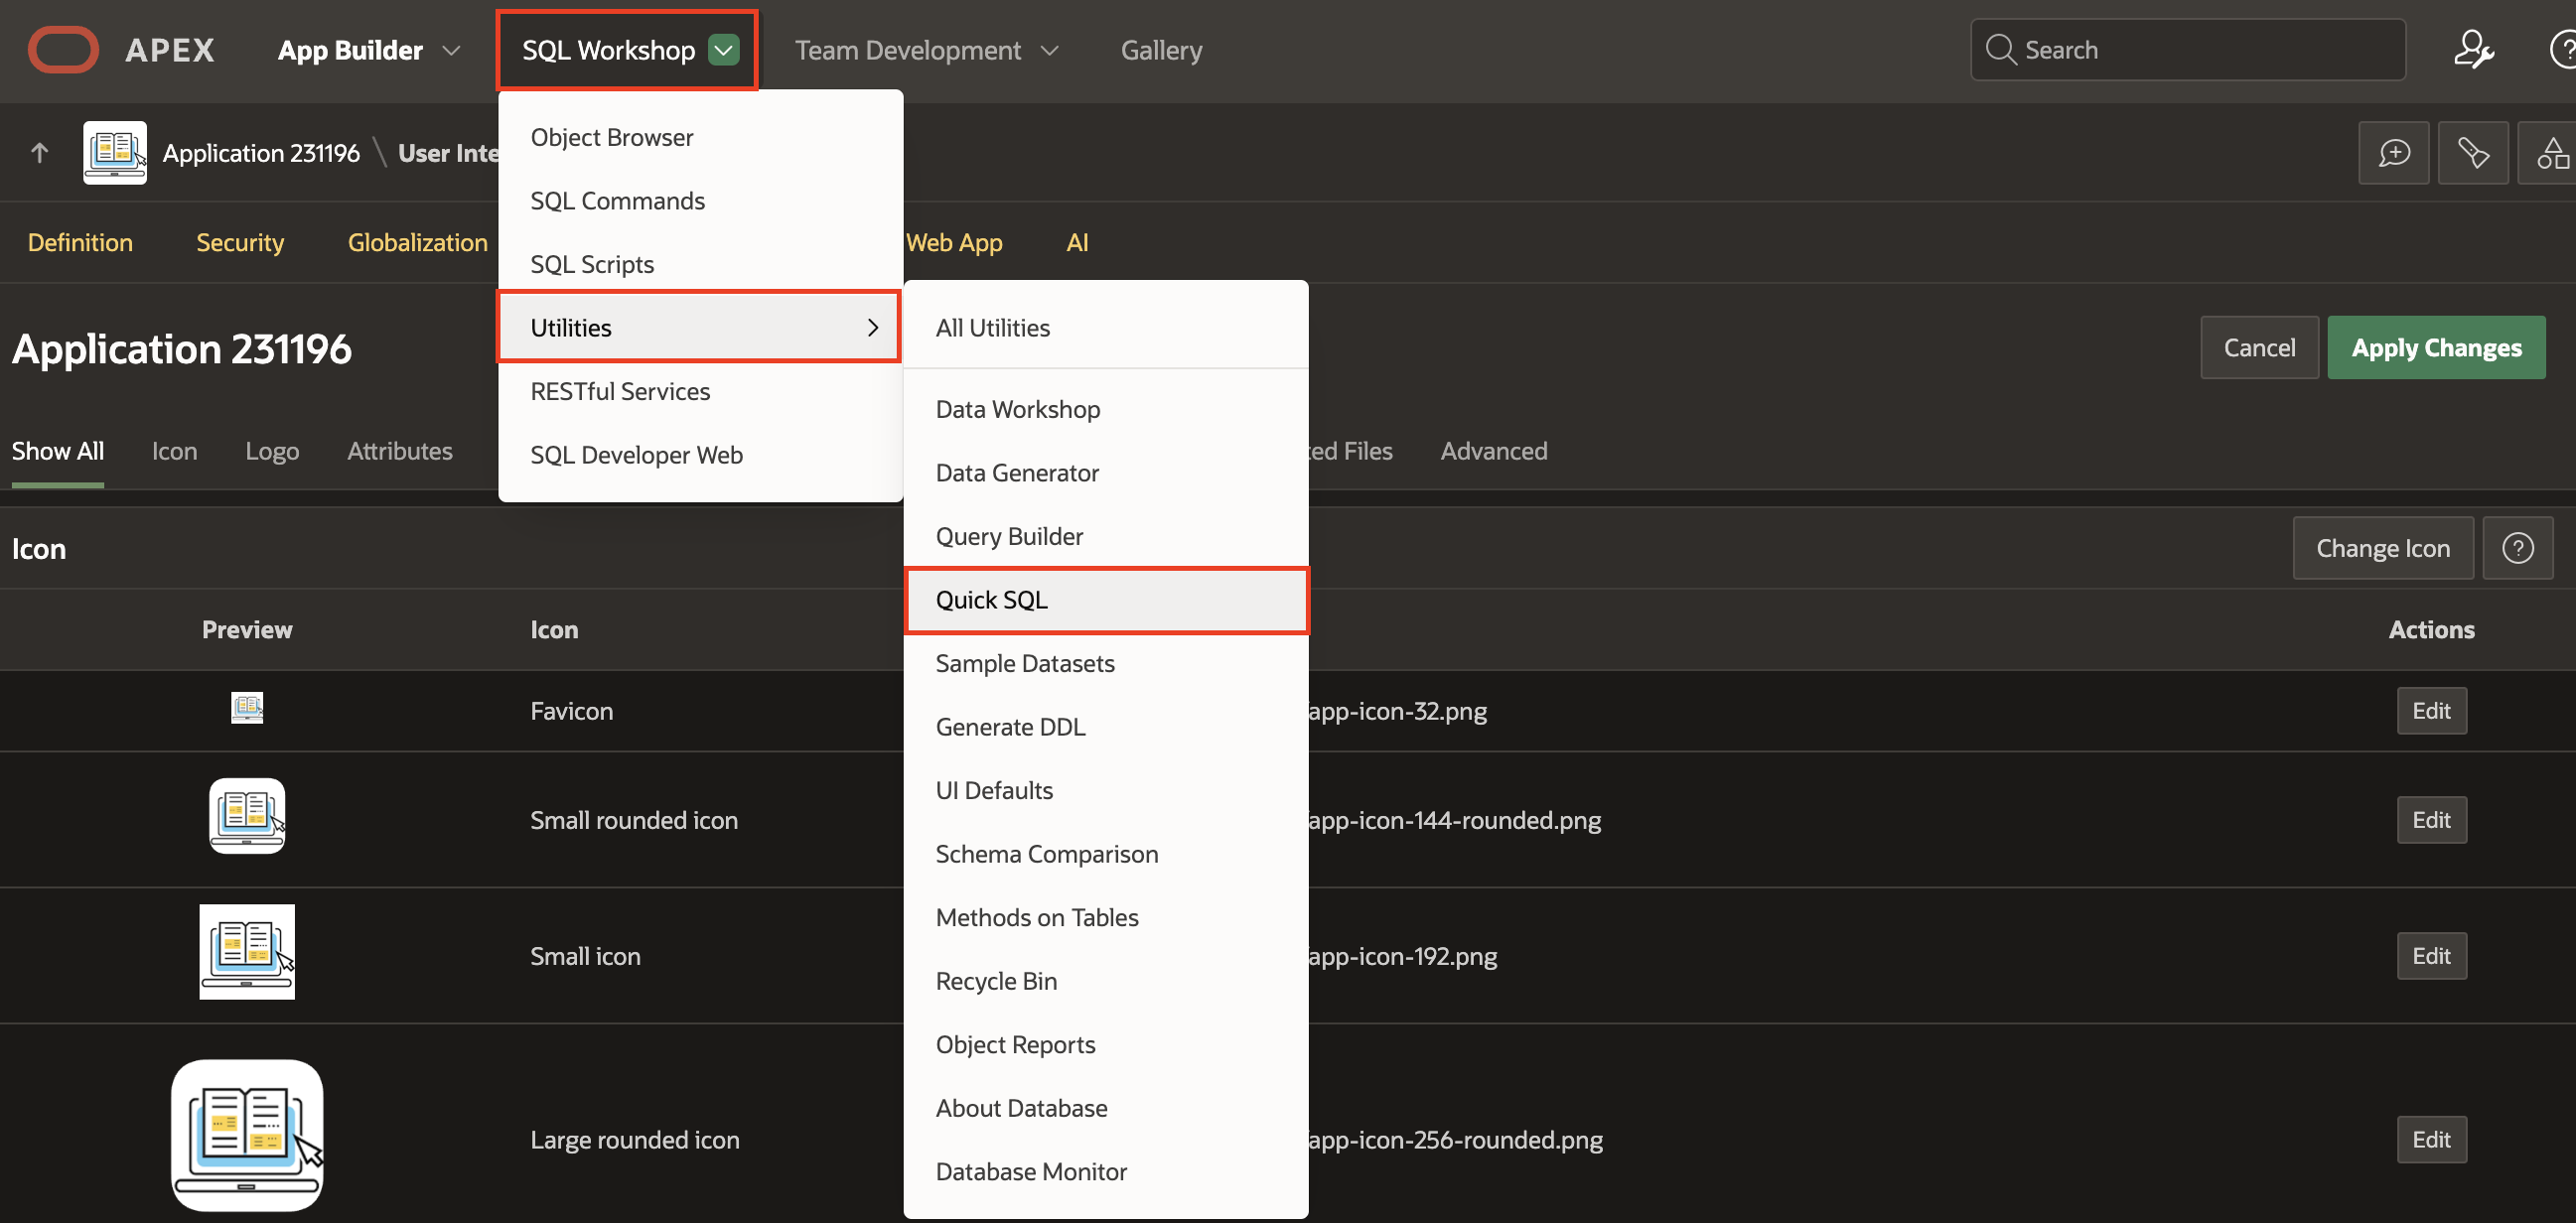 APEX App Builder SQL Workshop Team Development Gallery Search
Application 231196 \ User Inte
Definition Security Globalization Web App AI
Application 231196 Cancel Apply Changes
Show All Icon Logo Attributes ted Files Advanced
Object Browser
SQL Commands
SQL Scripts
Utilities
RESTful Services
SQL Developer Web
All Utilities
Data Workshop
Data Generator
Query Builder
Quick SQL
Sample Datasets
Generate DDL
UI Defaults
Schema Comparison
Methods on Tables
Recycle Bin
Object Reports
About Database
Database Monitor
Icon Change Icon
Preview Icon Actions
Favicon app-icon-32.png Edit
Small rounded icon app-icon-144-rounded.png Edit
Small icon app-icon-192.png Edit
Large rounded icon app-icon-256-rounded.png Edit